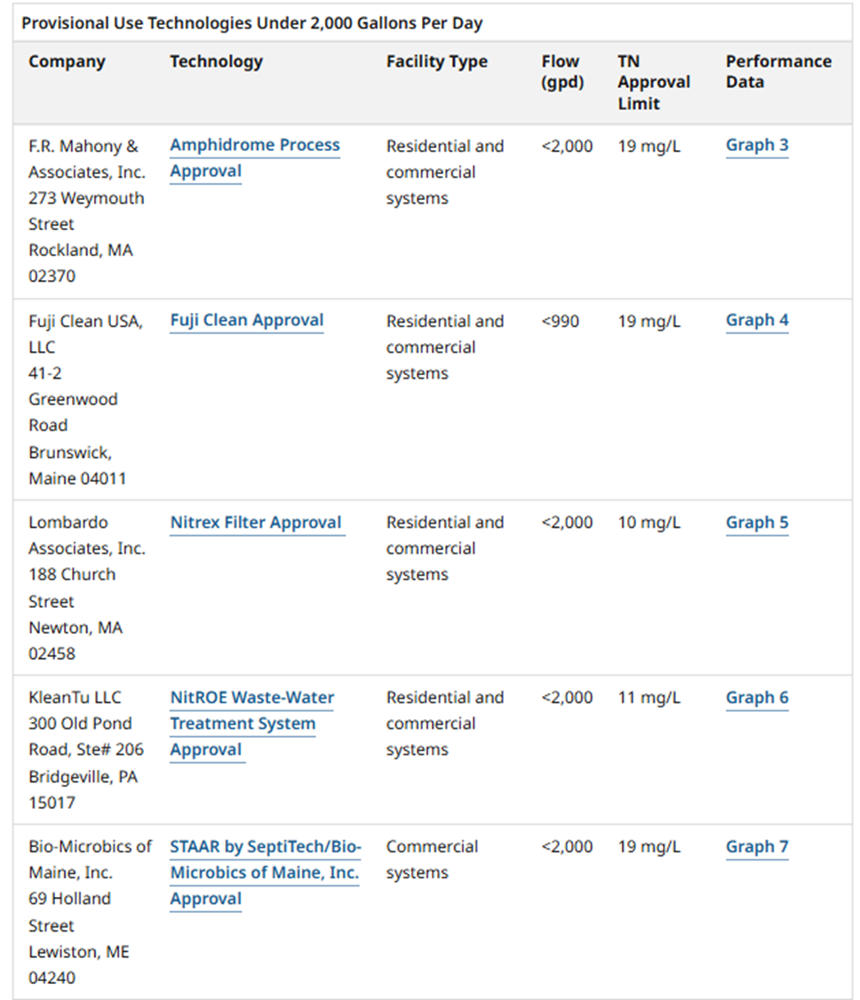 Provisional Use Technologies Under 2,000 Gallons Per Day
Company
Technology
Facility Type
Flow
(gpd)
TN
Approval
Limit
Performance
Data
F.R. Mahony &
Associates, Inc.
273 Weymouth
Street
Rockland, MA
02370
Amphidrome Process
Approval
Residential and
commercial
systems
<2,000
19 mg/L
Graph 3
Fuji Clean USA,
LLC
41-2
Greenwood
Road
Brunswick,
Maine 04011
Fuji Clean Approval
Residential and
commercial
systems
<990
19 mg/L
Graph 4
Lombardo
Associates, Inc.
188 Church
Street
Newton, MA
02458
Nitrex Filter Approval
Residential and
commercial
systems
<2,000
10 mg/L
Graph 5
KleanTu LLC
300 Old Pond
Road, Ste# 206
Bridgeville, PA
15017
NitROE Waste-Water
Treatment System
Approval
Residential and
commercial
systems
<2,000
11 mg/L
Graph 6
Bio-Microbics of
Maine, Inc.
69 Holland
Street
Lewiston, ME
04240
STAAR by SeptiTech/Bio-
Microbics of Maine, Inc.
Approval
Commercial
systems
<2,000
19 mg/L
Graph 7